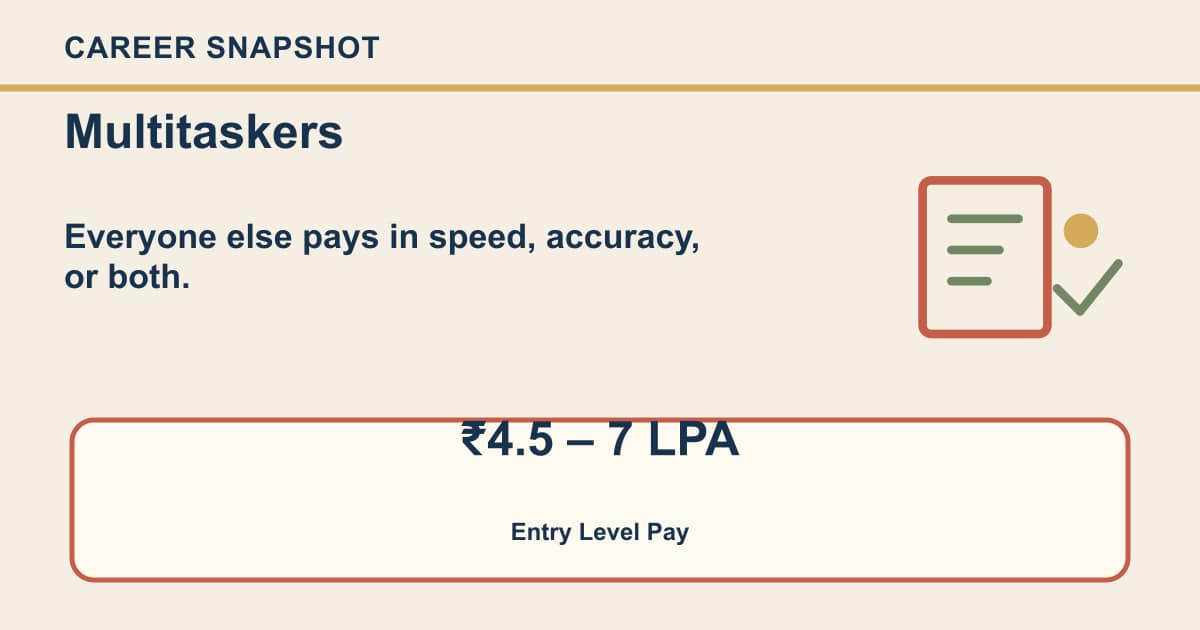 CAREER SNAPSHOT
Multitaskers
Everyone else pays in speed, accuracy,
or both.
₹4.5 – 7 LPA
Entry Level Pay